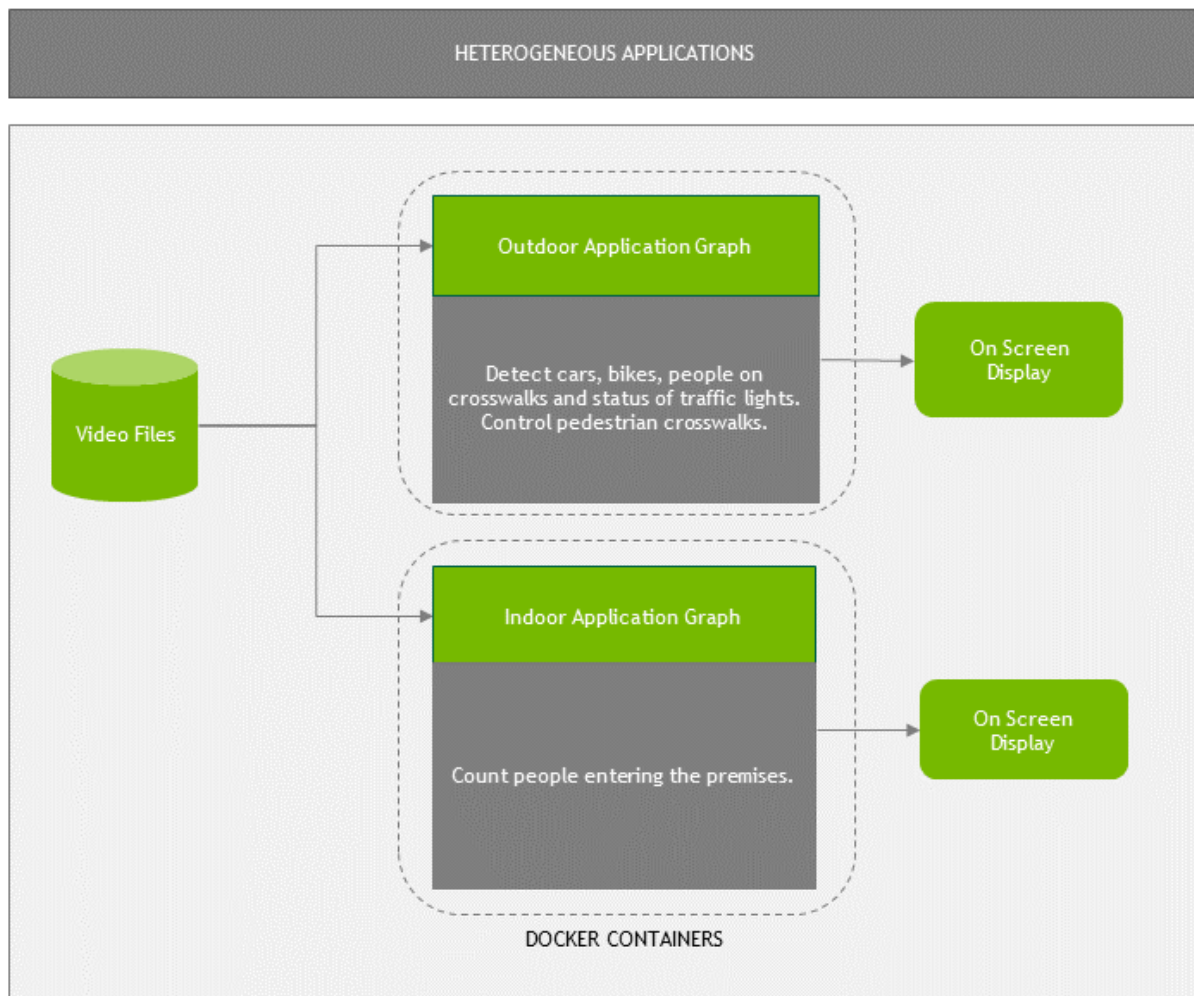 HETEROGENEOUS APPLICATIONS
Outdoor Application Graph
Detect cars, bikes, people on
crosswalks and status of traffic lights.
Control pedestrian crosswalks.
On Screen
Display
Video Files
Indoor Application Graph
Count people entering the premises.
On Screen
Display
DOCKER CONTAINERS